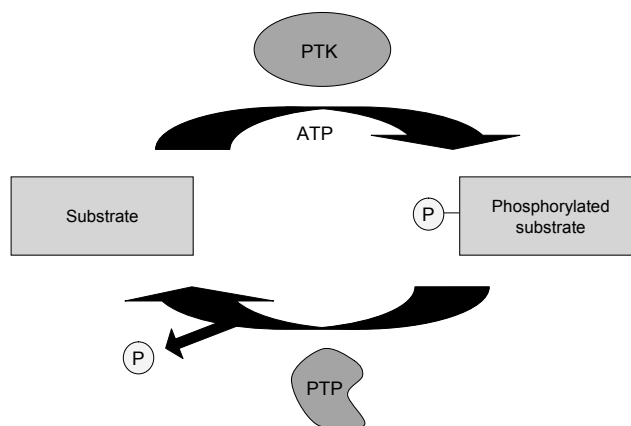 PTK
ATP
Substrate
P
Phosphorylated
substrate
P
PTP